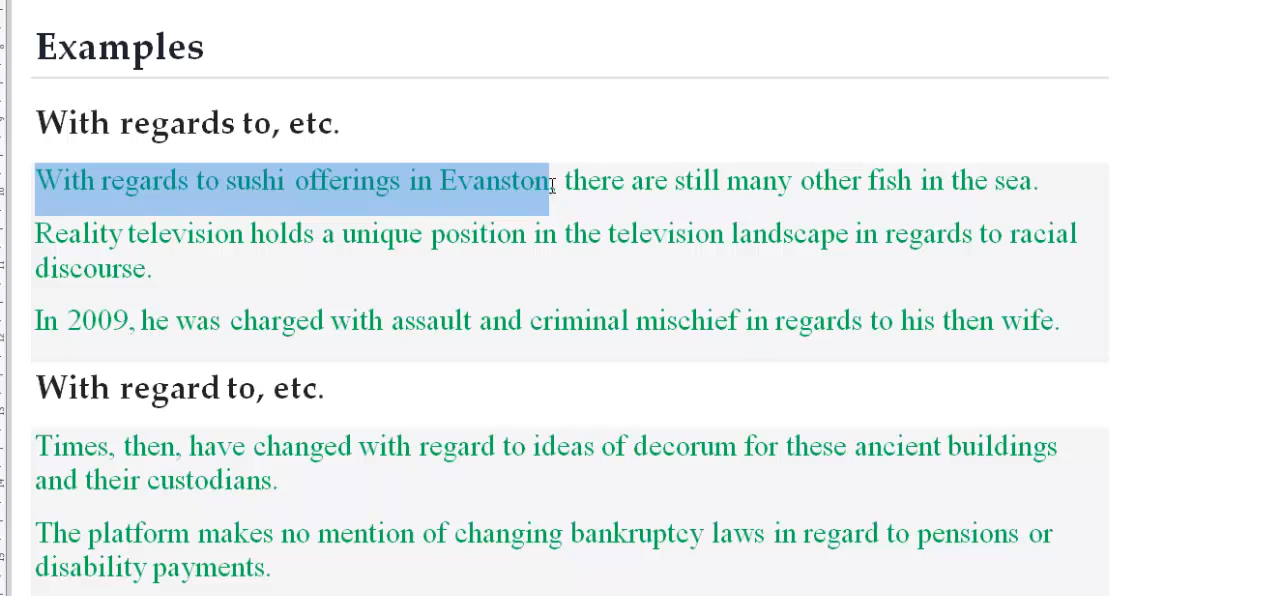 Examples
With regards to, etc.
With regards to sushi offerings in Evanston, there are still many other fish in the sea.
Reality television holds a unique position in the television landscape in regards to racial
discourse.
In 2009, he was charged with assault and criminal mischief in regards to his then wife.
With regard to, etc.
Times, then, have changed with regard to ideas of decorum for these ancient buildings
and their custodians.
The platform makes no mention of changing bankruptcy laws in regard to pensions or
disability payments.